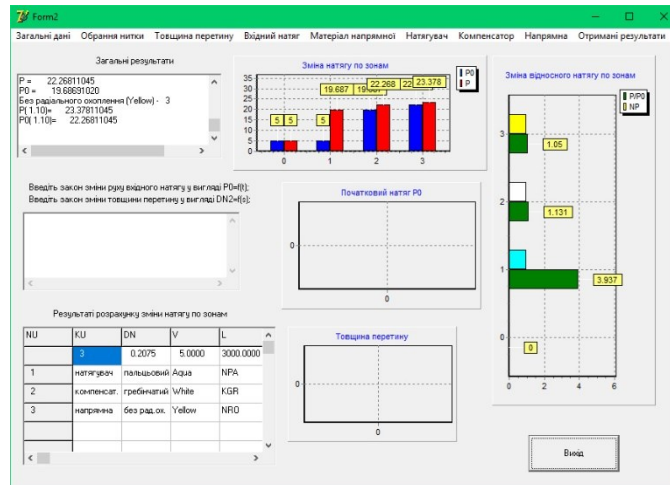 Form2
Загальні дані Обрання нитки Товщина перетину Вхідний натяг Матеріал напрямної Натягувач Компенсатор Напрямна Отримані результати
Загальні результати
P = 22.26811045
P0 = 19.68691020
Без радіального охоплення (Yellow) - 3
P( 1.10)= 23.37811045
P0( 1.10)= 22.26811045
Зміна натягу по зонам
35
30
25
20
15
10
5
0
5 5 5 19.687 22.268 23.378
0 1 2 3
P0
P
Зміна відносного натягу по зонам
P/P0
NP
3
1.05
2
1.131
1
3.937
0
0
0 2 4 6
Введіть закон зміни руху вхідного натягу у вигляді P0=f(t);
Введіть закон зміни товщини перетину у вигляді DN2=f(s);
Початковий натяг P0
0
0
Результаті розрахунку зміни натягу по зонам
NU KU DN V L
3 0.2075 5.0000 3000.0000
1 натягувач пальцьовий Aqua NPA
2 компенсат. гребінчатий White KGR
3 напрямна без рад.ох. Yellow NRO
Товщина перетину
0
0
Вихід